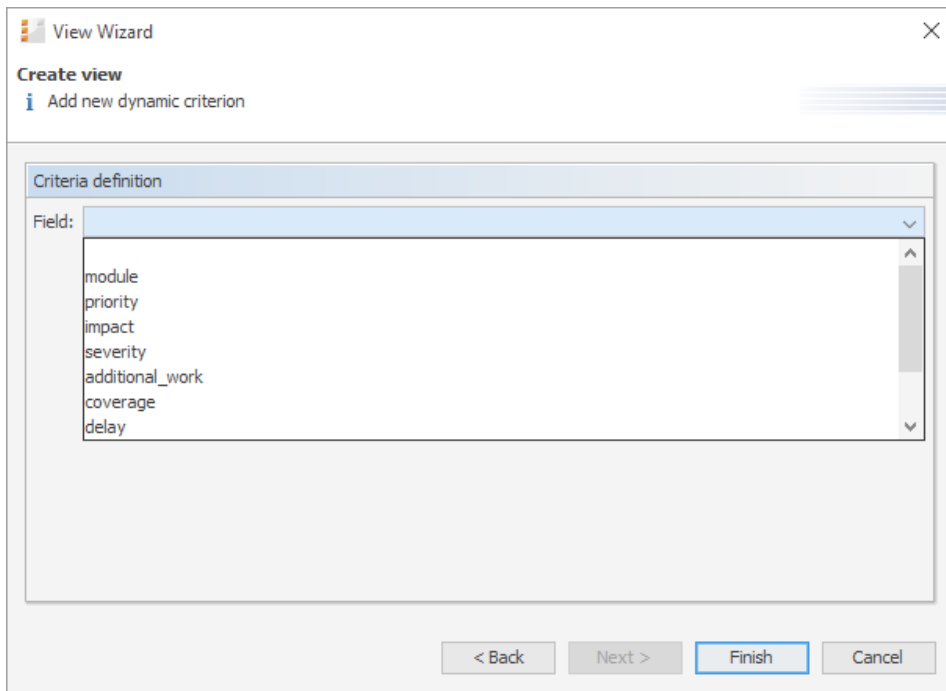 View Wizard
Create view
Add new dynamic criterion
Criteria definition
Field:
module
priority
impact
severity
additional_work
coverage
delay
< Back Next > Finish Cancel